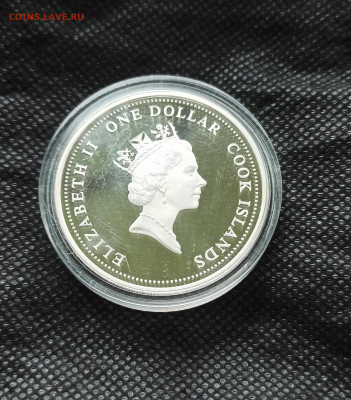 COINS.LAVE.RU
ELIZABETH II ONE DOLLAR COOK ISLANDS